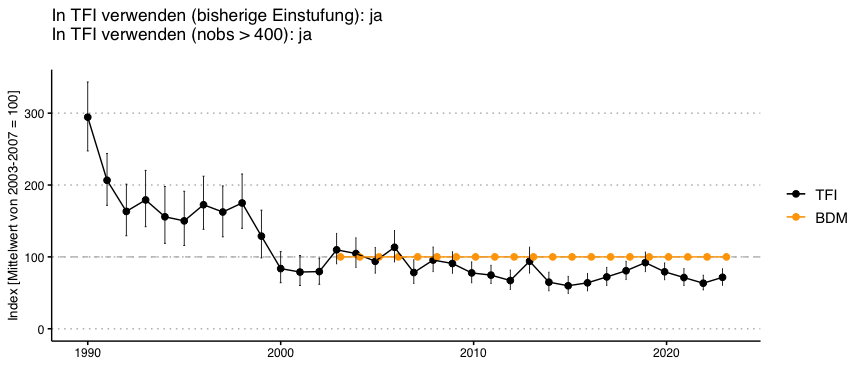 In TFI verwenden (bisherige Einstufung): ja
In TFI verwenden (nobs > 400): ja
Index [Mittelwert von 2003-2007 = 100]
300
200
100
0
1990
2000
2010
2020
TFI
BDM